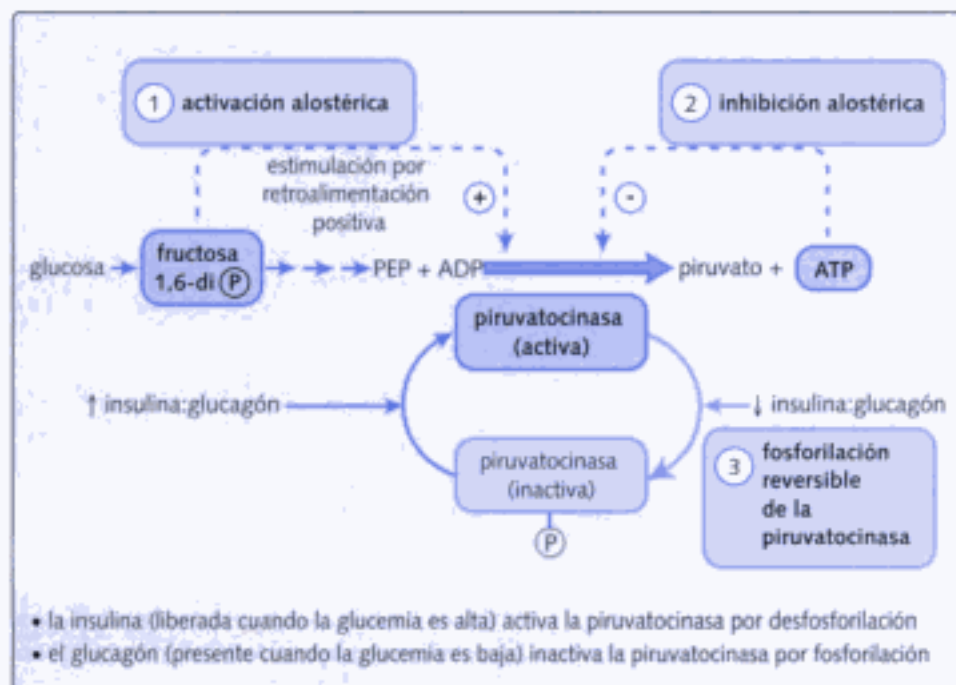 1 activación alostérica
2 inhibición alostérica
estimulación por
retroalimentación
positiva
+
-
glucosa
fructosa
1,6-di P
PEP + ADP
piruvato +
ATP
piruvatocinasa
(activa)
↑ insulina:glucagón
↓ insulina:glucagón
piruvatocinasa
(inactiva)
P
3 fosforilación
reversible
de la
piruvatocinasa
• la insulina (liberada cuando la glucemia es alta) activa la piruvatocinasa por desfosforilación
• el glucagón (presente cuando la glucemia es baja) inactiva la piruvatocinasa por fosforilación